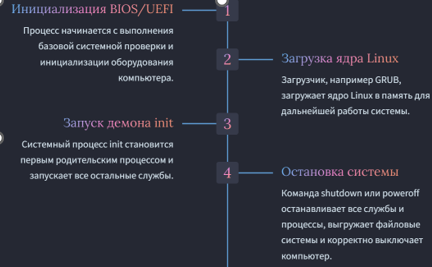 Инициализация BIOS/UEFI
1
Процесс начинается с выполнения
базовой системной проверки и
инициализации оборудования
компьютера.
2
Загрузка ядра Linux
Загрузчик, например GRUB,
загружает ядро Linux в память для
дальнейшей работы системы.
Запуск демона init
3
Системный процесс init становится
первым родительским процессом и
запускает все остальные службы.
4
Остановка системы
Команда shutdown или poweroff
останавливает все службы и
процессы, выгружает файловые
системы и корректно выключает
компьютер.